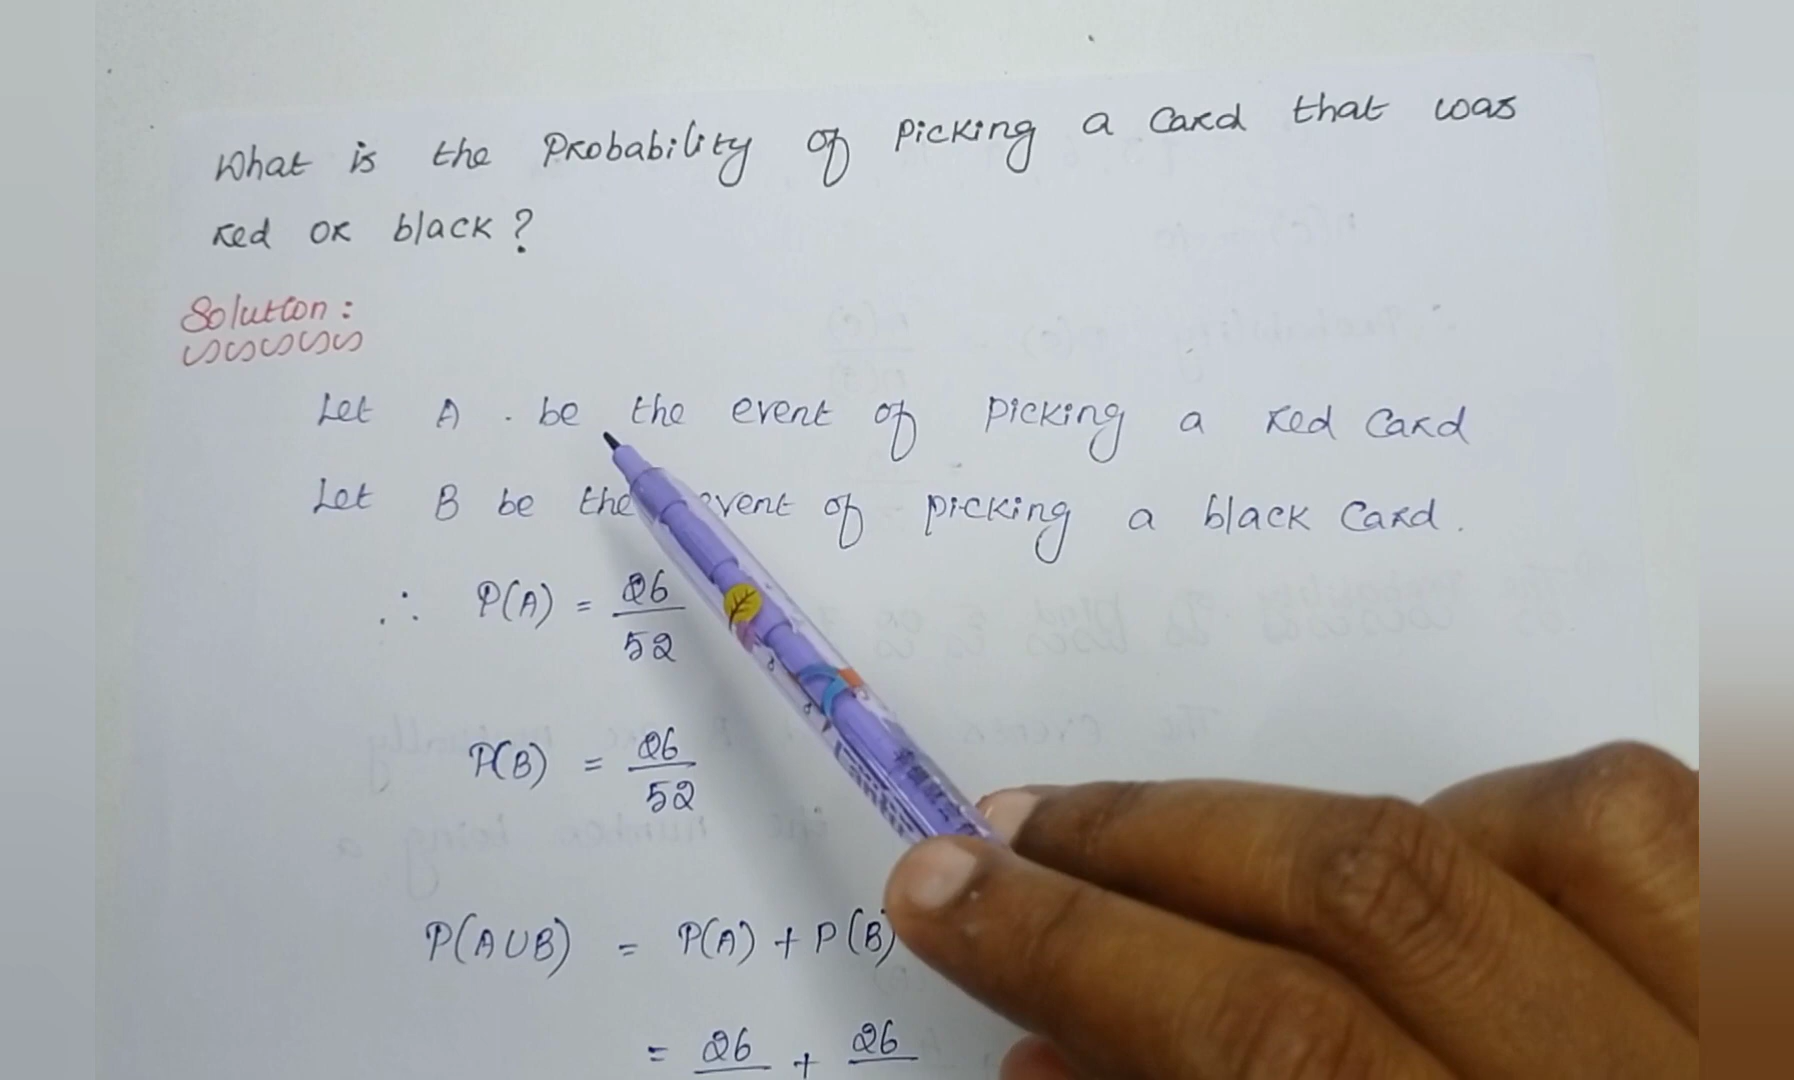 What is the Probability of Picking a Card that was
red or black?
Solution:
Let A . be the event of picking a red Card
Let B be the event of picking a black Card.
∴ P(A) = 26/52
P(B) = 26/52
P(A∪B) = P(A) + P(B)
= 26 + 26